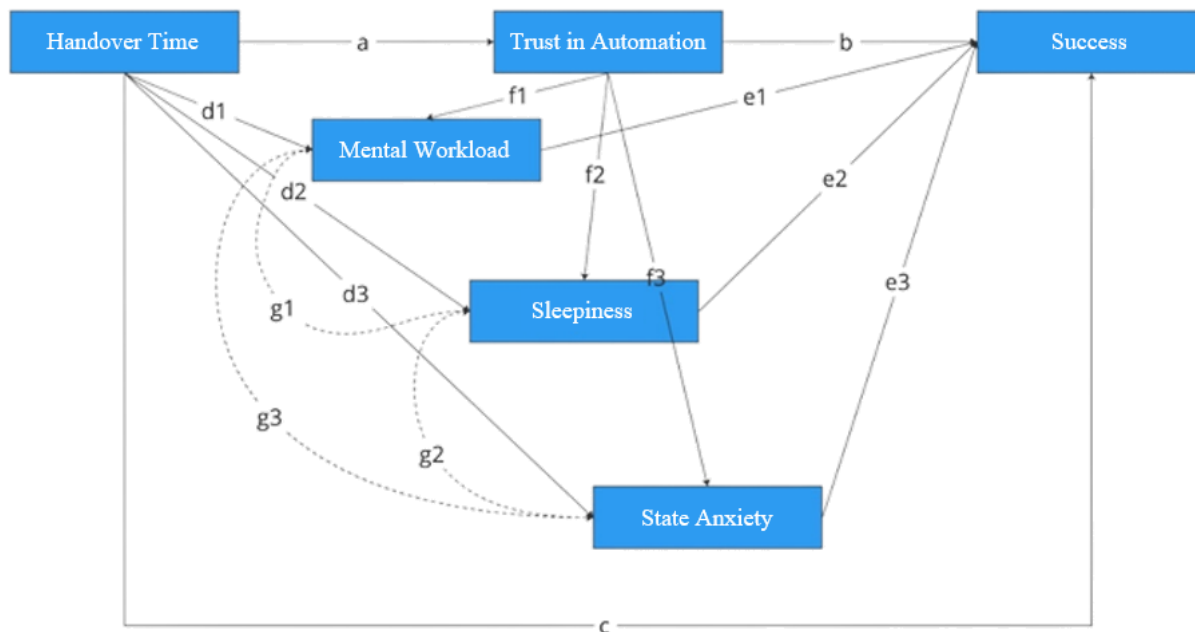 Handover Time
a
Trust in Automation
b
Success
d1
f1
e1
Mental Workload
d2
f2
e2
g1
d3
Sleepiness
f3
e3
g3
g2
State Anxiety
c